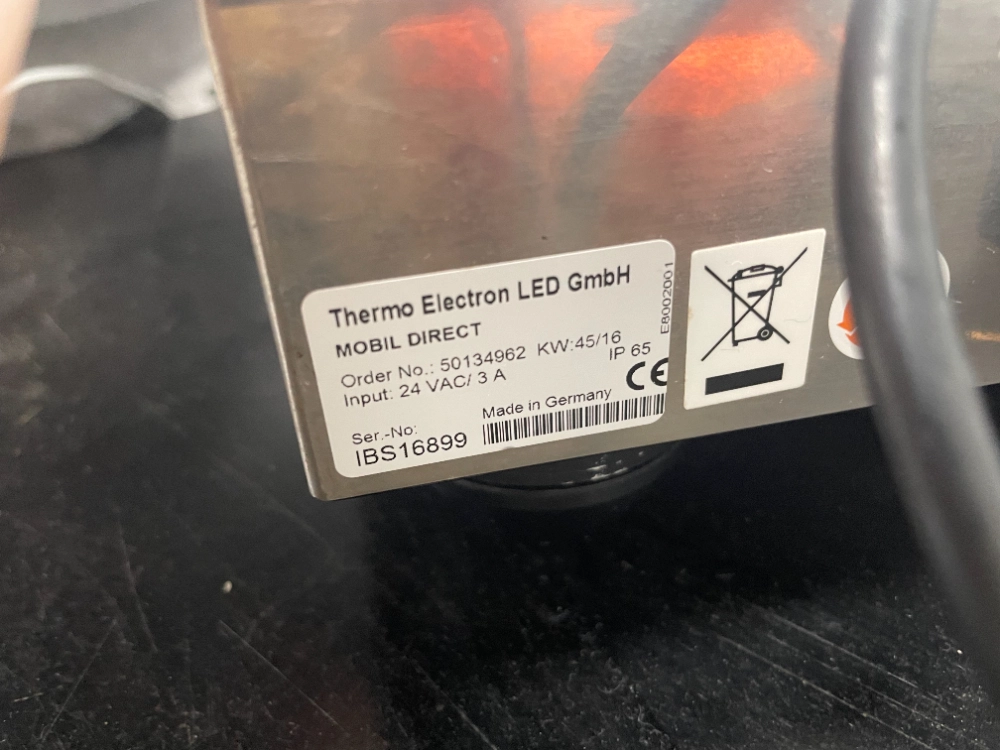 Thermo Electron LED GmbH
MOBIL DIRECT
Order No.: 50134962 KW:45/16
Input: 24 VAC/ 3 A IP 65
CE
Made in Germany
Ser.-No:
IBS16899
E8002001